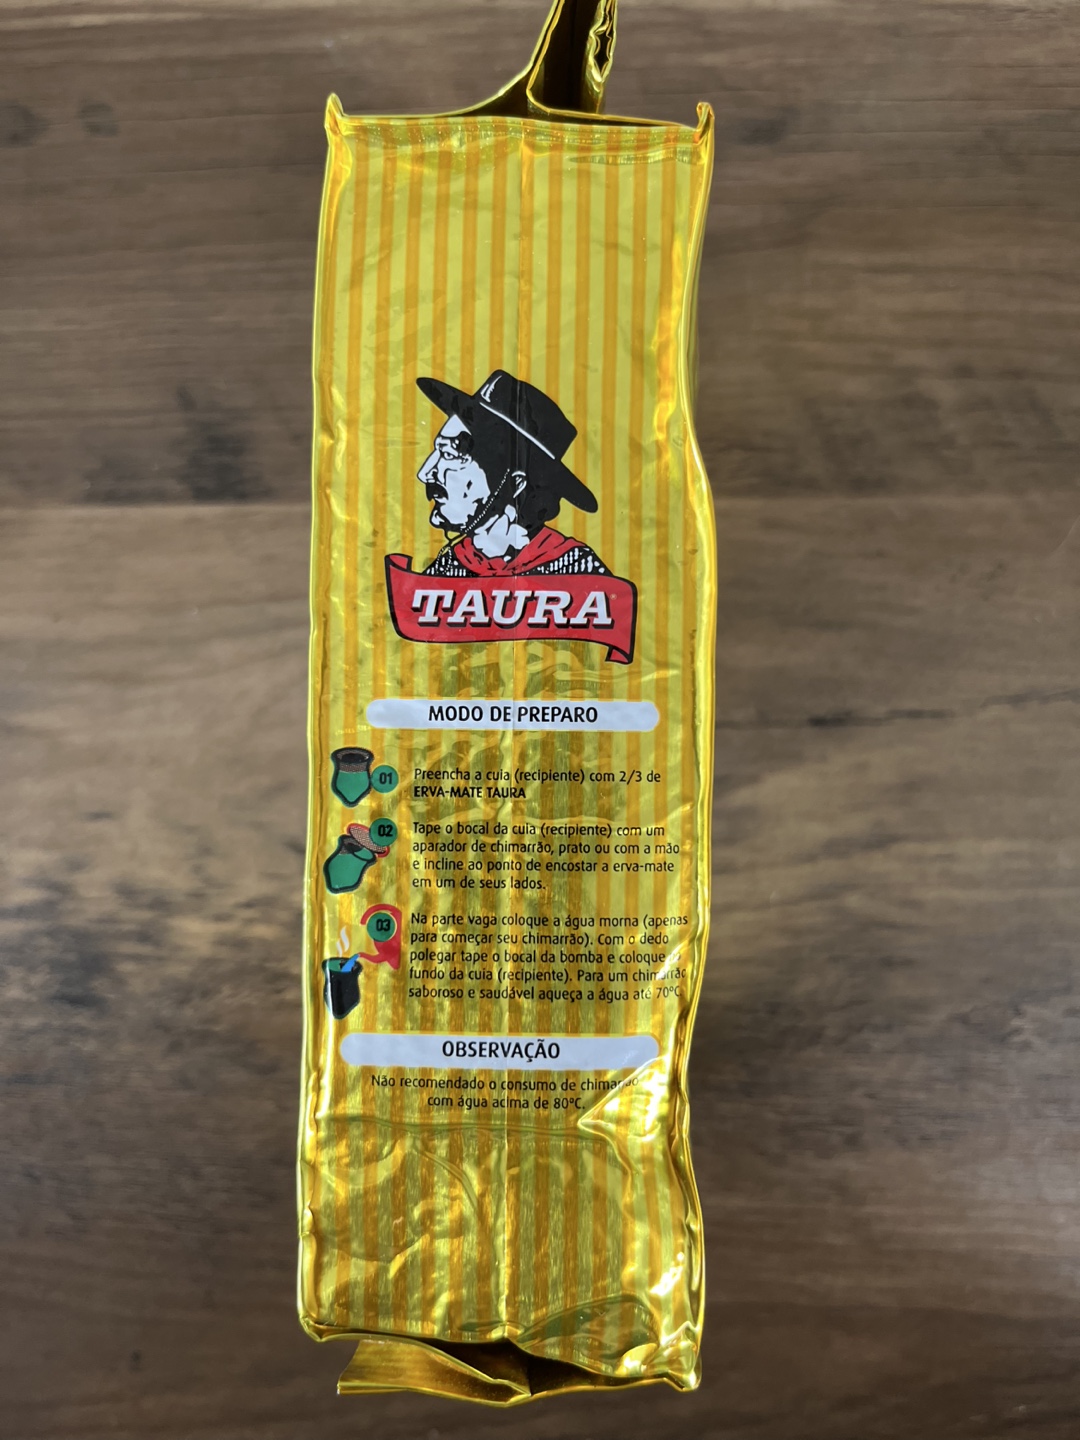 TAURA
MODO DE PREPARO
01
Preencha a cuia (recipiente) com 2/3 de
ERVA-MATE TAURA
02
Tape o bocal da cuia (recipiente) com um
aparador de chimarrão, prato ou com a mão
e incline ao ponto de encostar a erva-mate
em um de seus lados.
03
Na parte vaga coloque a água morna (apenas
para começar seu chimarrão). Com o dedo
polegar tape o bocal da bomba e coloque
fundo da cuia (recipiente). Para um chimarrão
saboroso e saudável aqueça a água até 70ºC.
OBSERVAÇÃO
Não recomendado o consumo de chimarrão
com água acima de 80ºC.